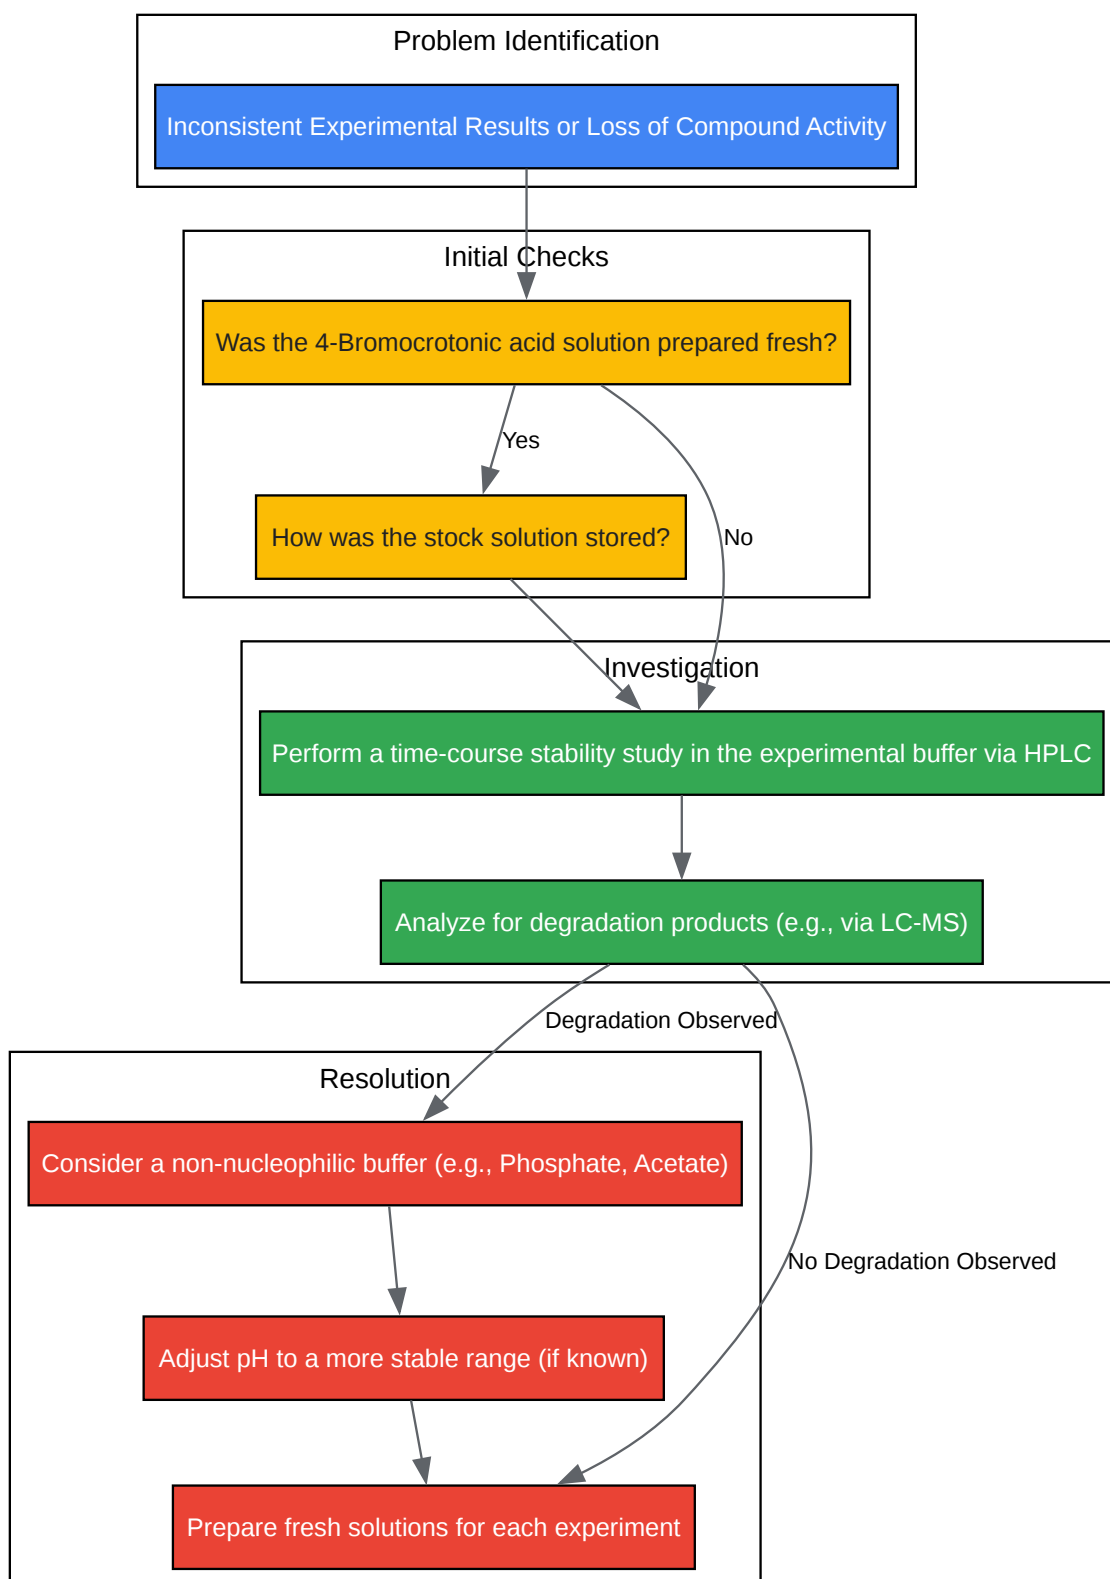 Problem Identification
Inconsistent Experimental Results or Loss of Compound Activity
Initial Checks
Was the 4-Bromocrotonic acid solution prepared fresh?
Yes
How was the stock solution stored?
No
Investigation
Perform a time-course stability study in the experimental buffer via HPLC
Analyze for degradation products (e.g., via LC-MS)
Degradation Observed
Resolution
Consider a non-nucleophilic buffer (e.g., Phosphate, Acetate)
No Degradation Observed
Adjust pH to a more stable range (if known)
Prepare fresh solutions for each experiment